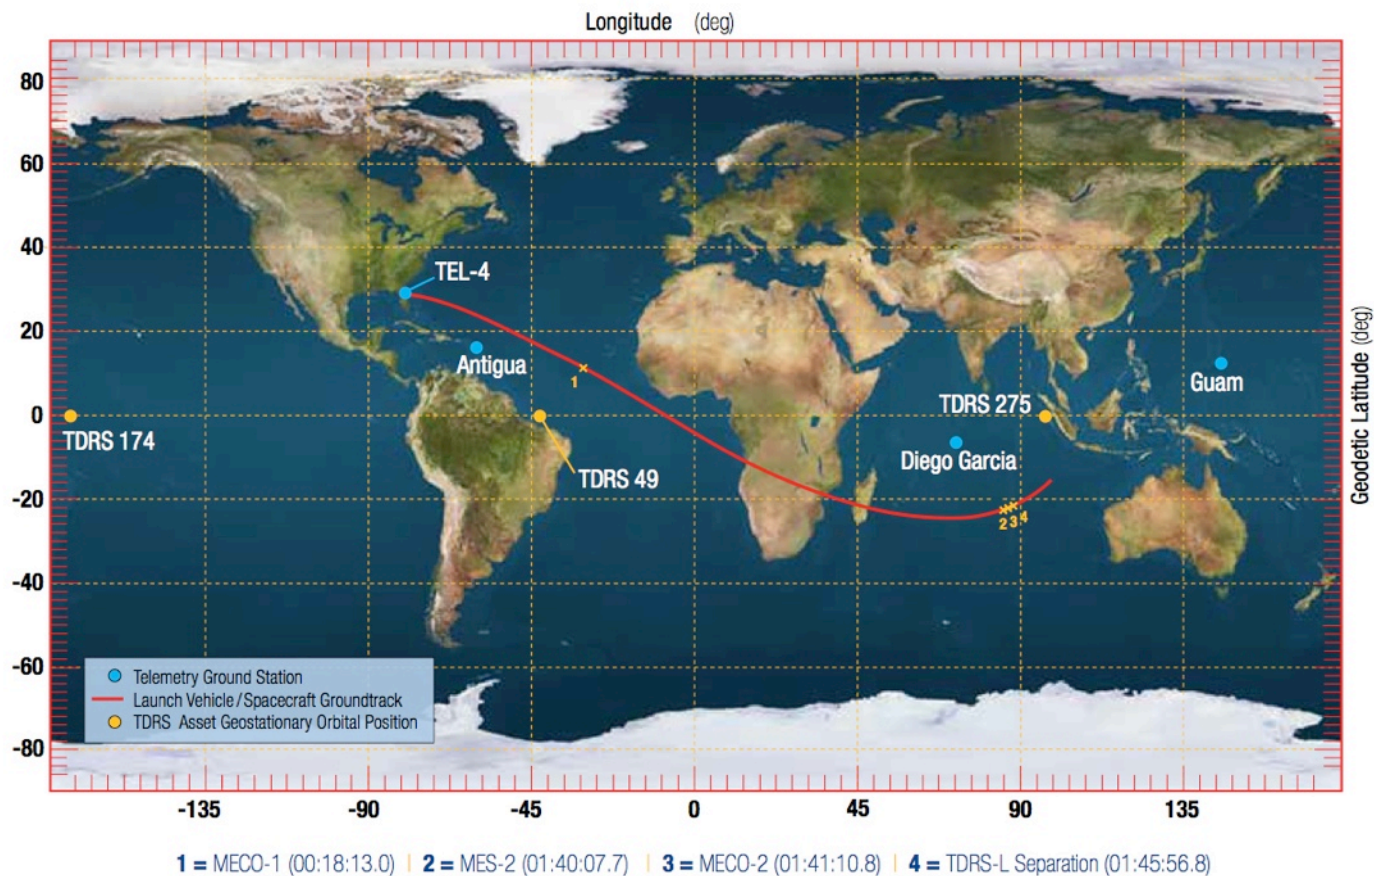 Longitude (deg)
80
60
40
20
0
-20
-40
-60
-80
TEL-4
Antigua
1
TDRS 174
TDRS 49
TDRS 275
Diego Garcia
Guam
2 3 4
Geodetic Latitude (deg)
Telemetry Ground Station
Launch Vehicle/Spacecraft Groundtrack
TDRS Asset Geostationary Orbital Position
-135 -90 -45 0 45 90 135
1 = MECO-1 (00:18:13.0) | 2 = MES-2 (01:40:07.7) | 3 = MECO-2 (01:41:10.8) | 4 = TDRS-L Separation (01:45:56.8)